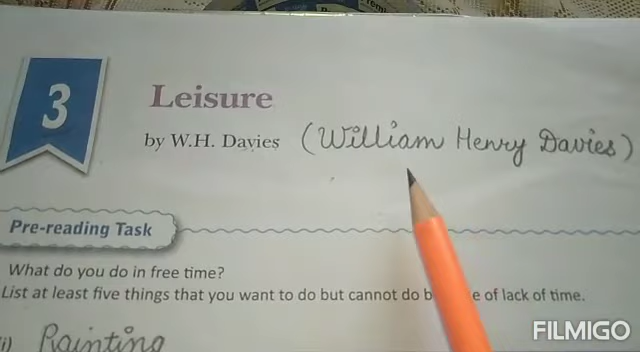 3
Leisure
by W.H. Davies (William Henry Davies)
Pre-reading Task
What do you do in free time?
List at least five things that you want to do but cannot do b e of lack of time.
i) Painting
FILMIGO